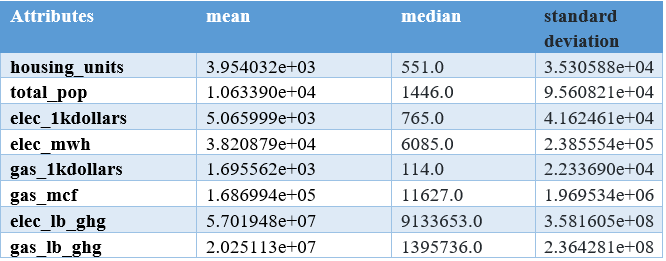 Attributes mean median standard deviation
housing_units 3.954032e+03 551.0 3.530588e+04
total_pop 1.063390e+04 1446.0 9.560821e+04
elec_1kdollars 5.065999e+03 765.0 4.162461e+04
elec_mwh 3.820879e+04 6085.0 2.385554e+05
gas_1kdollars 1.695562e+03 114.0 2.233690e+04
gas_mcf 1.686994e+05 11627.0 1.969534e+06
elec_lb_ghg 5.701948e+07 9133653.0 3.581605e+08
gas_lb_ghg 2.025113e+07 1395736.0 2.364281e+08